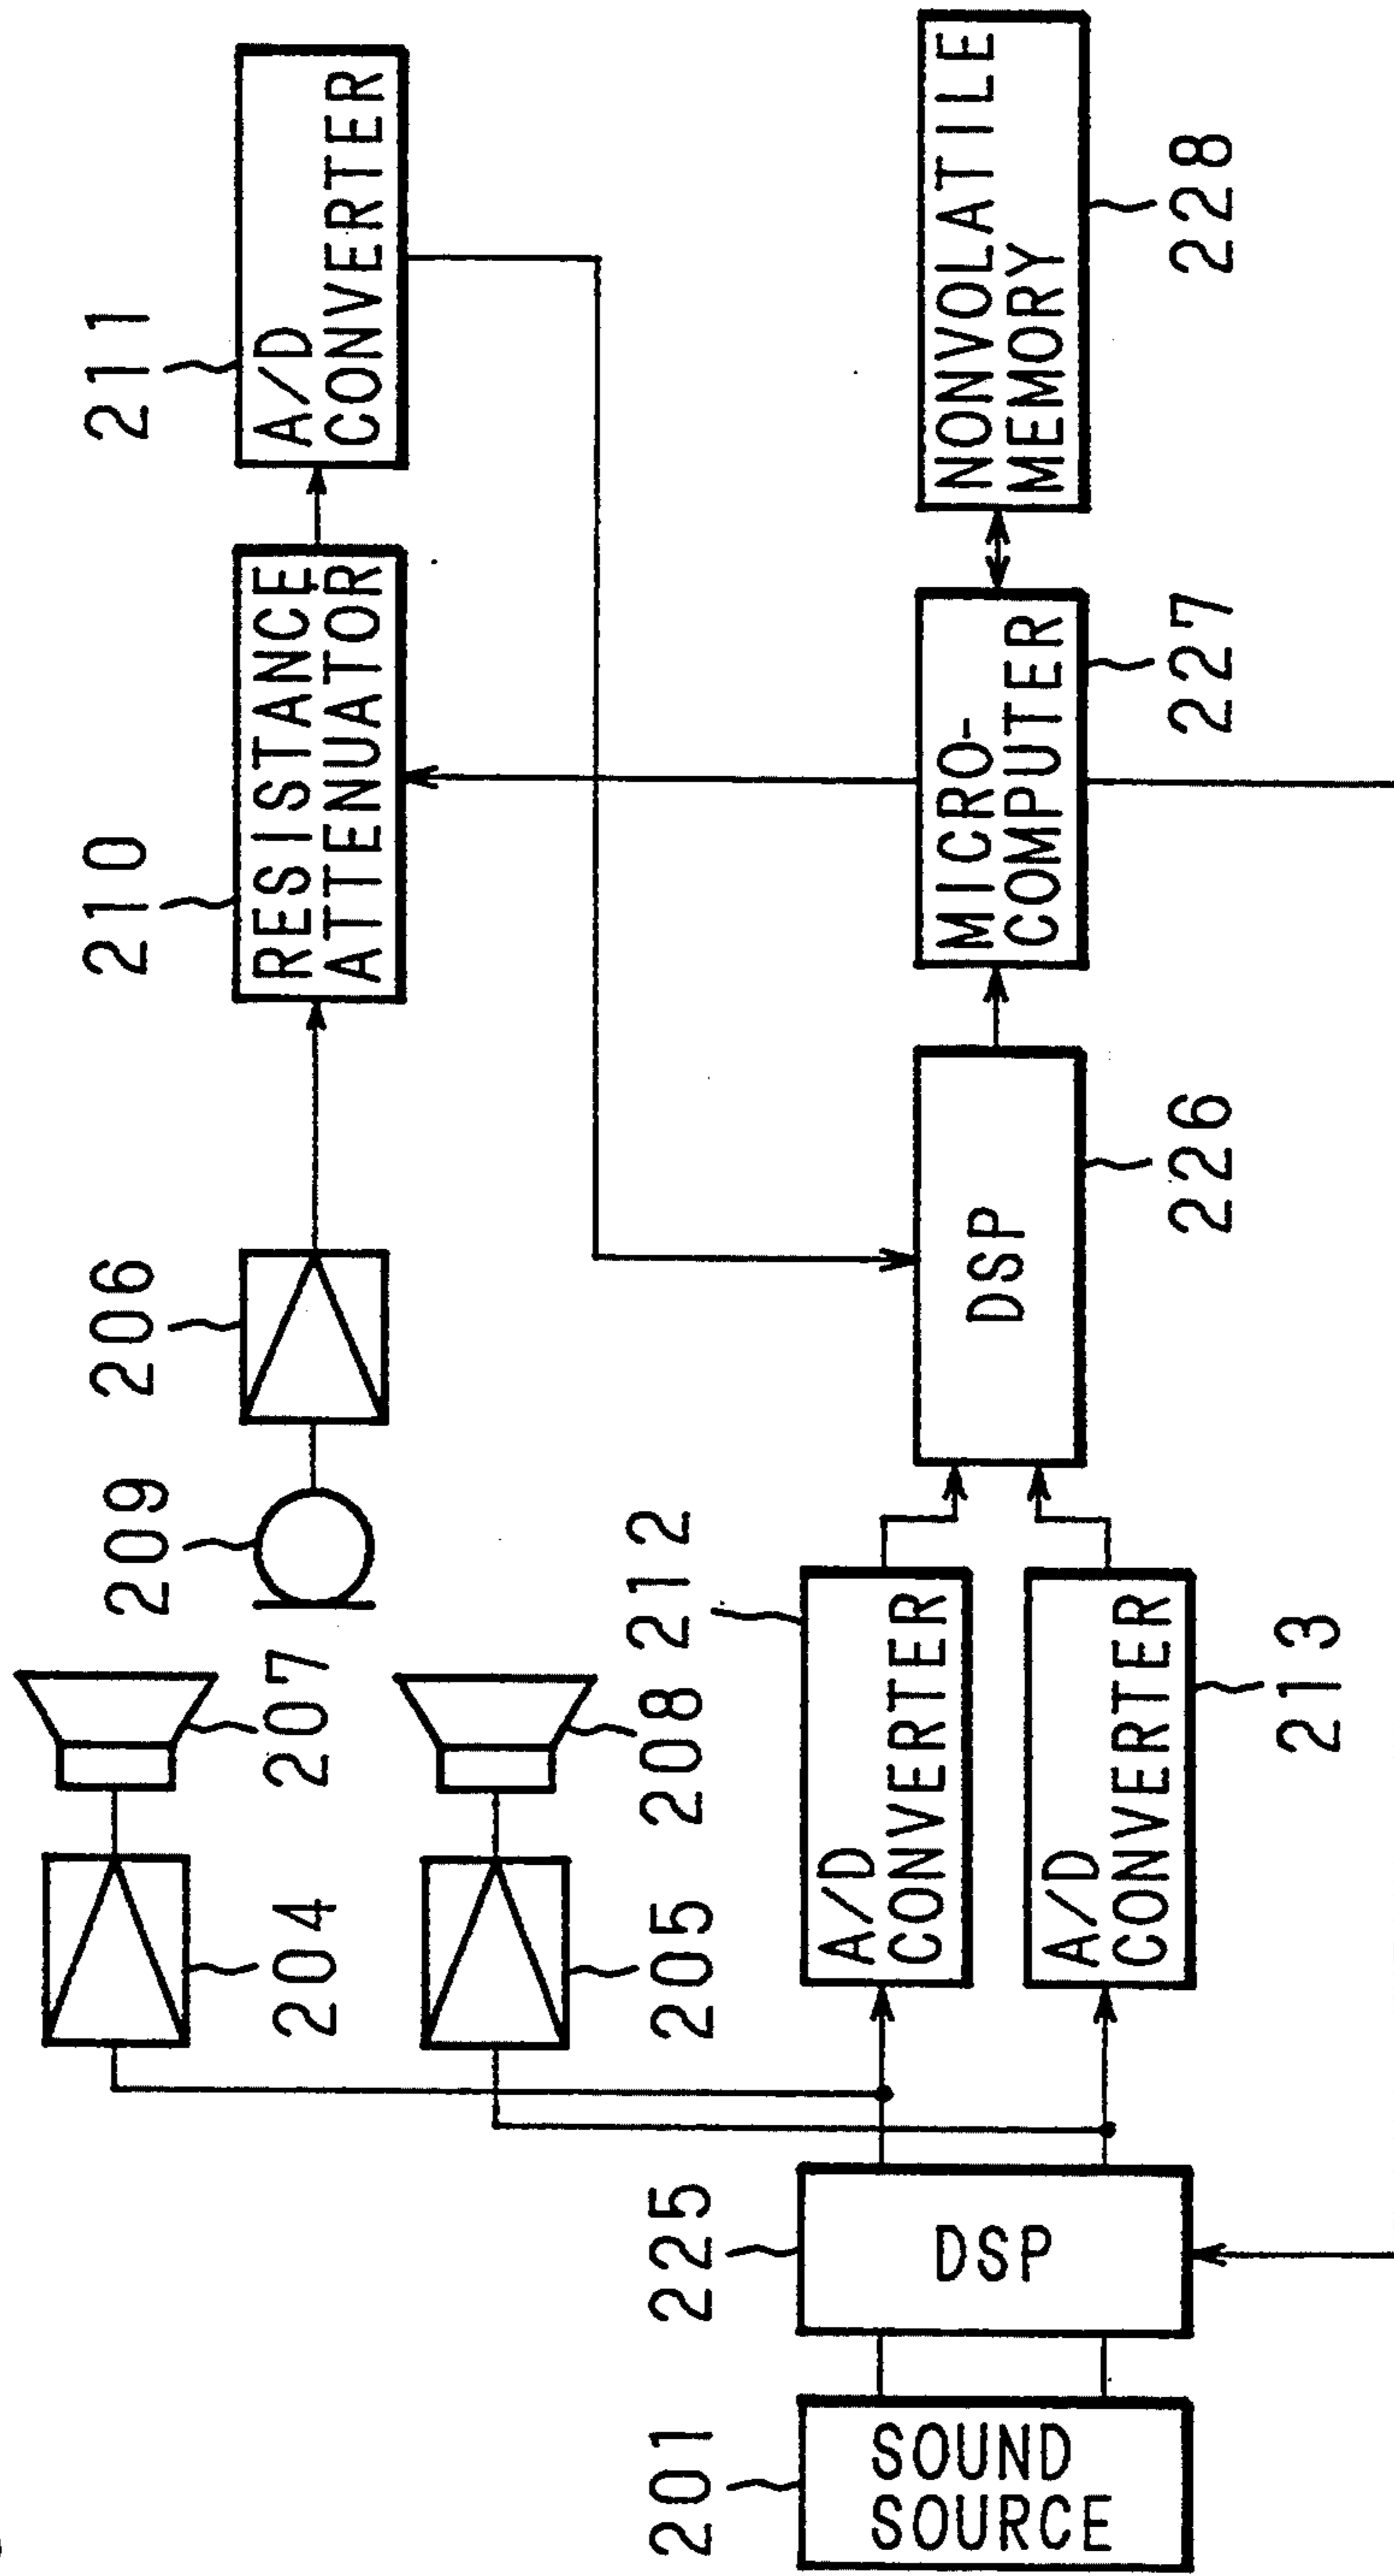 207
204
209
206
210
RESISTANCE
ATTENUATOR
211
A/D
CONVERTER
208
205
201
SOUND
SOURCE
225
DSP
212
A/D
CONVERTER
213
A/D
CONVERTER
226
DSP
227
MICRO-
COMPUTER
228
NONVOLATILE
MEMORY